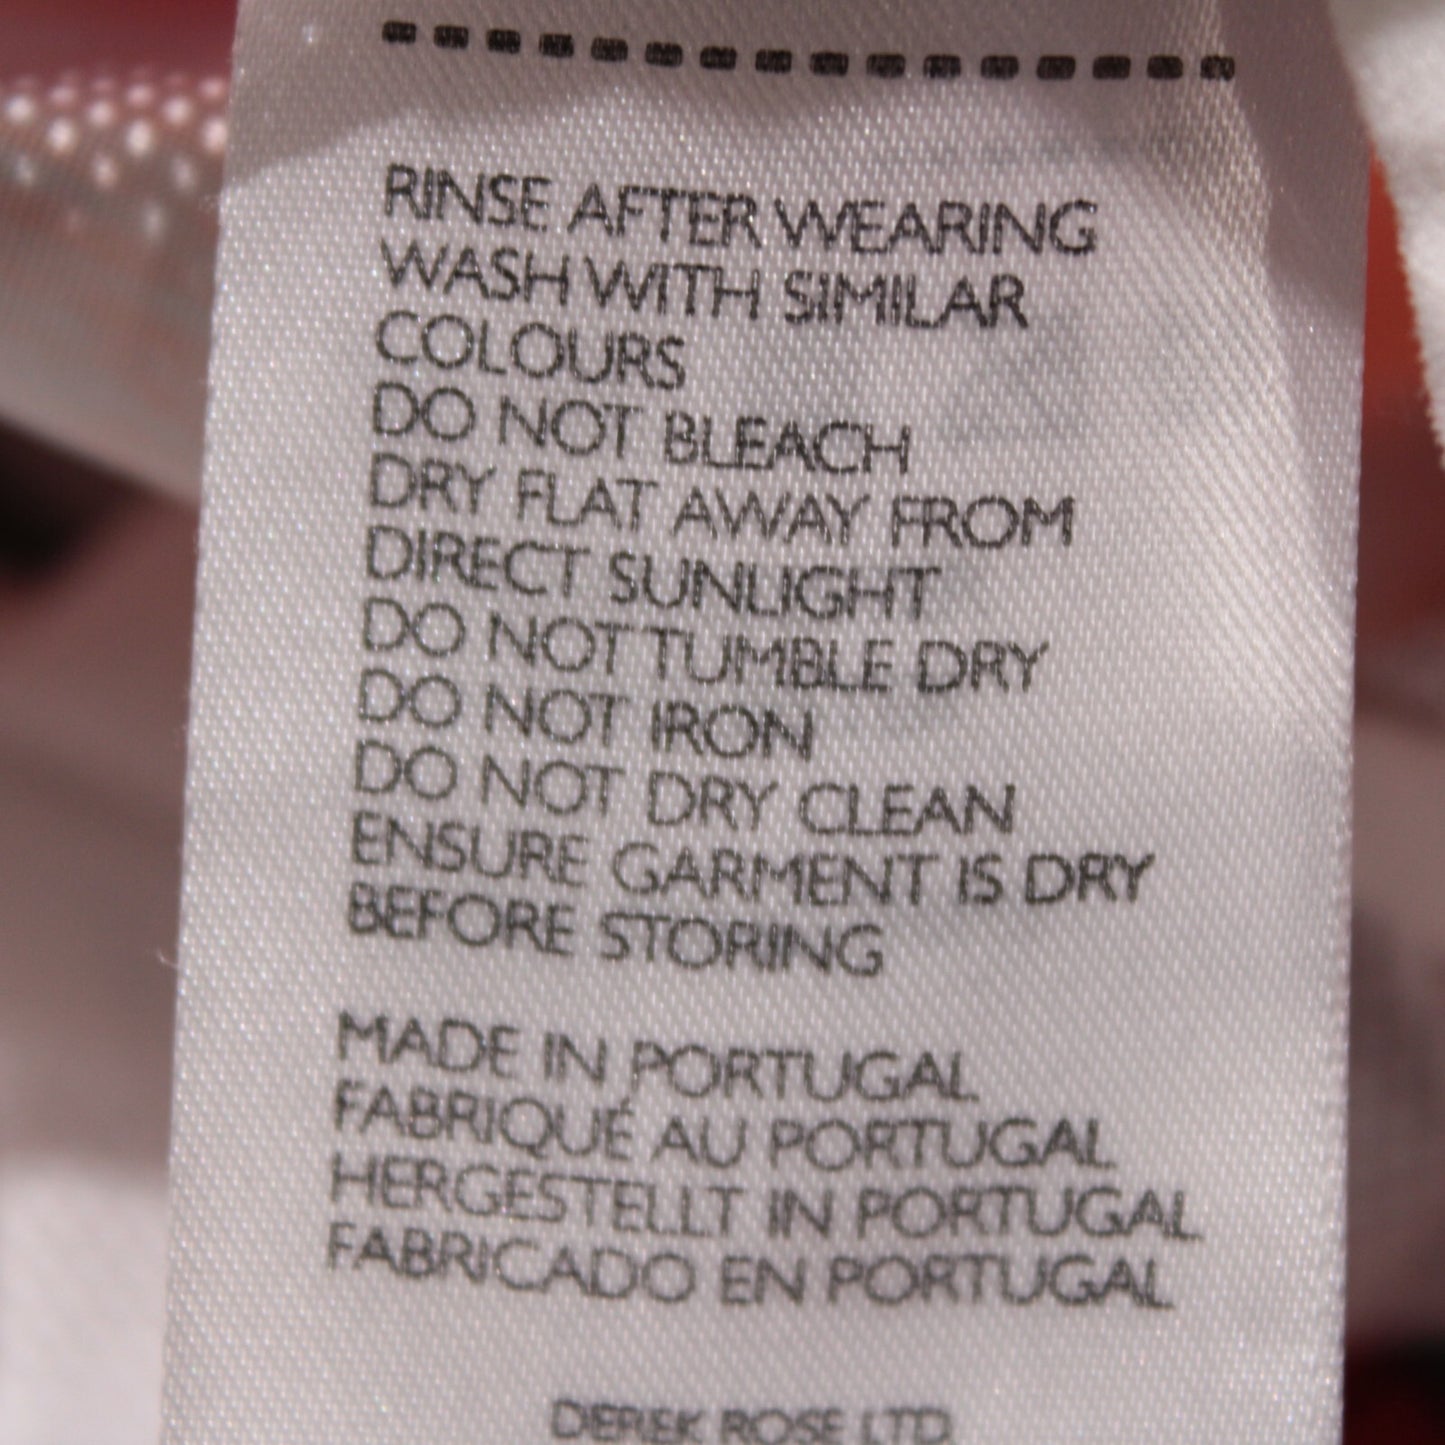 RINSE AFTER WEARING
WASH WITH SIMILAR
COLOURS
DO NOT BLEACH
DRY FLAT AWAY FROM
DIRECT SUNLIGHT
DO NOT TUMBLE DRY
DO NOT IRON
DO NOT DRY CLEAN
ENSURE GARMENT IS DRY
BEFORE STORING
MADE IN PORTUGAL
FABRIQUÉ AU PORTUGAL
HERGESTELLT IN PORTUGAL
FABRICADO EN PORTUGAL
DEREK ROSE LTD